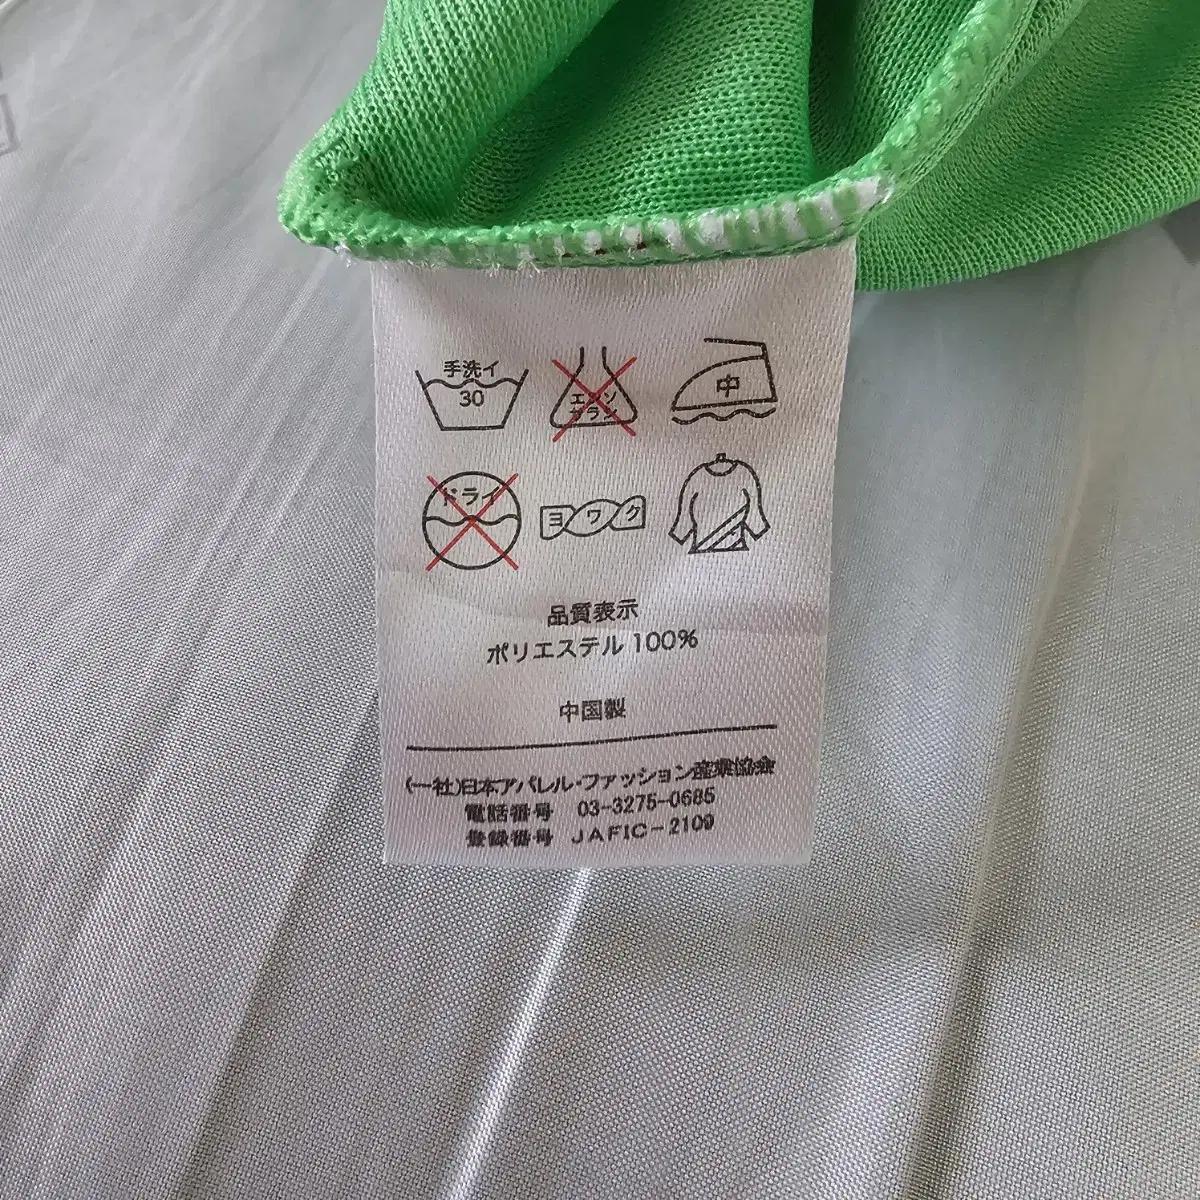 手洗イ
30
エンソ
サラシ
中
ドライ
ヨワク
品質表示
ポリエステル 100%
中国製
(一社)日本アパレル・ファッション産業協会
電話番号 03-3275-0685
登録番号 JAFIC-2109